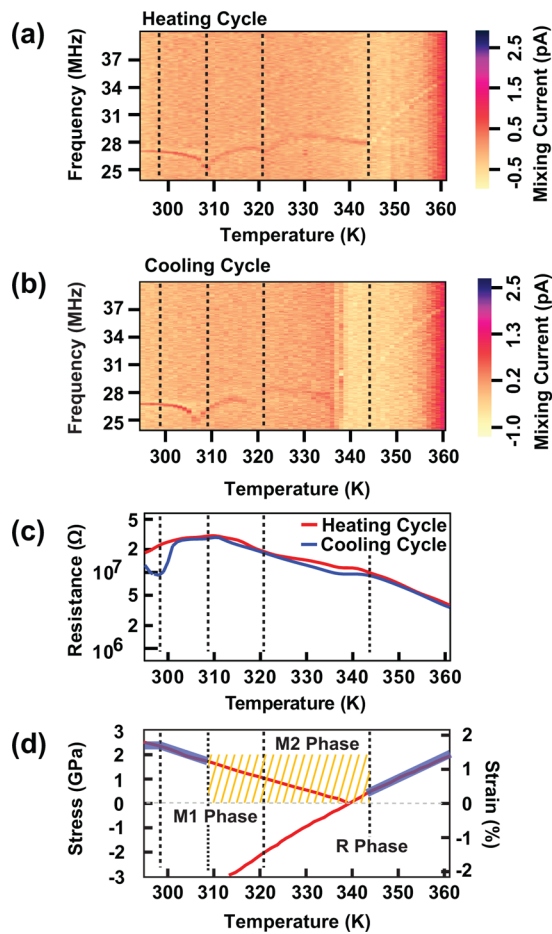 (a)
Heating Cycle
Frequency (MHz)
37
34
31
28
25
300 310 320 330 340 350 360
Temperature (K)
2.5
1.5
0.5
-0.5
Mixing Current (pA)
(b)
Cooling Cycle
Frequency (MHz)
37
34
31
28
25
300 310 320 330 340 350 360
Temperature (K)
2.5
1.3
0.2
-1.0
Mixing Current (pA)
(c)
Resistance (Ω)
5
2
10⁷
5
2
10⁶
Heating Cycle
Cooling Cycle
300 310 320 330 340 350 360
Temperature (K)
(d)
Stress (GPa)
3
2
1
0
-1
-2
-3
M2 Phase
M1 Phase
R Phase
2
1
0
-1
-2
Strain (%)
300 310 320 330 340 350 360
Temperature (K)